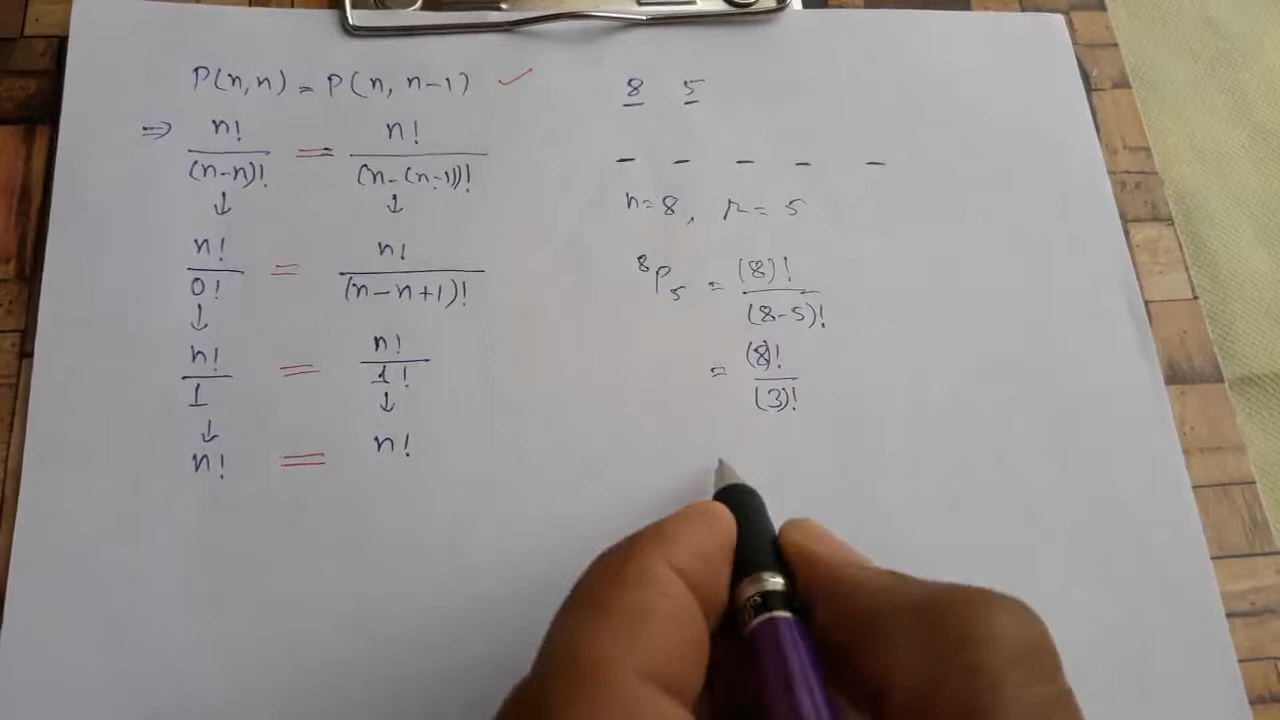 P(n,n) = P(n, n-1) ✓
⇒ n!/(n-n)! = n!/(n-(n-1))!
↓ ↓
n!/0! = n!/(n-n+1)!
↓
n!/1 = n!/1!
↓ ↓
n! = n!
8 5
– – – – –
n=8, r=5
⁸P₅ = (8)!/(8-5)!
= (8)!/(3)!